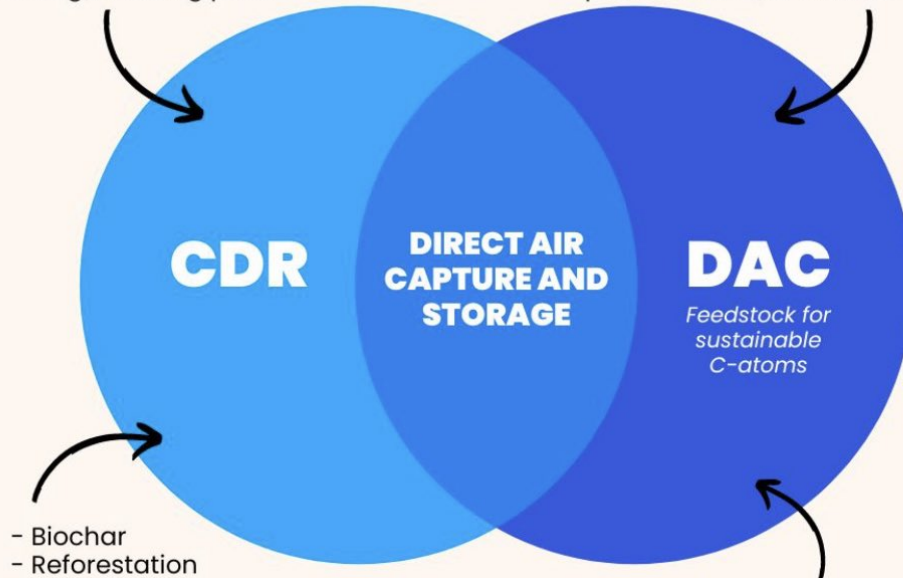 CDR
DIRECT AIR
CAPTURE AND
STORAGE
DAC
Feedstock for
sustainable
C-atoms
- Biochar
- Reforestation